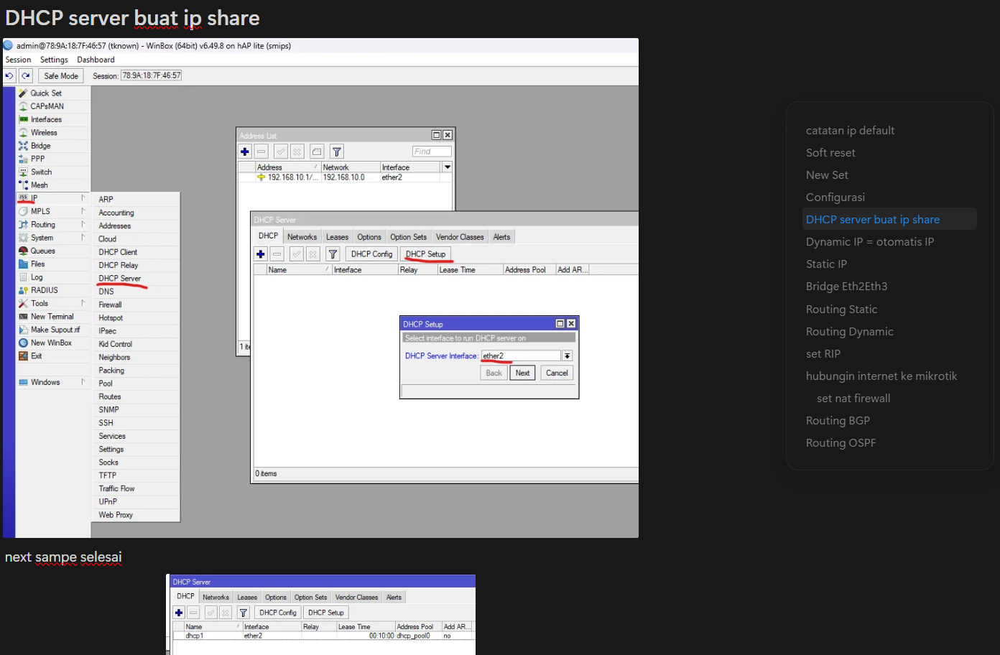 DHCP server buat ip share
admin@78:9A:18:7F:46:57 (tknown) - WinBox (64bit) v6.49.8 on hAP lite (smips)
Session Settings Dashboard
Safe Mode Session: 78:9A:18:7F:46:57
Quick Set
CAPsMAN
Interfaces
Wireless
Bridge
PPP
Switch
Mesh
IP
MPLS
Routing
System
Queues
Files
Log
RADIUS
Tools
New Terminal
Make Supout.rif
New WinBox
Exit
Windows
ARP
Accounting
Addresses
Cloud
DHCP Client
DHCP Relay
DHCP Server
DNS
Firewall
Hotspot
IPsec
Kid Control
Neighbors
Packing
Pool
Routes
SNMP
SSH
Services
Settings
Socks
TFTP
Traffic Flow
UPnP
Web Proxy
Address List
Find
Address Network Interface
192.168.10.1/... 192.168.10.0 ether2
1 ite
DHCP Server
DHCP Networks Leases Options Option Sets Vendor Classes Alerts
DHCP Config DHCP Setup
Name Interface Relay Lease Time Address Pool Add AR...
DHCP Setup
Select interface to run DHCP server on
DHCP Server Interface: ether2
Back Next Cancel
0 items
next sampe selesai
DHCP Server
DHCP Networks Leases Options Option Sets Vendor Classes Alerts
DHCP Config DHCP Setup
Name Interface Relay Lease Time Address Pool Add AR...
dhcp1 ether2 00:10:00 dhcp_pool0 no
catatan ip default
Soft reset
New Set
Configurasi
DHCP server buat ip share
Dynamic IP = otomatis IP
Static IP
Bridge Eth2Eth3
Routing Static
Routing Dynamic
set RIP
hubungin internet ke mikrotik
set nat firewall
Routing BGP
Routing OSPF